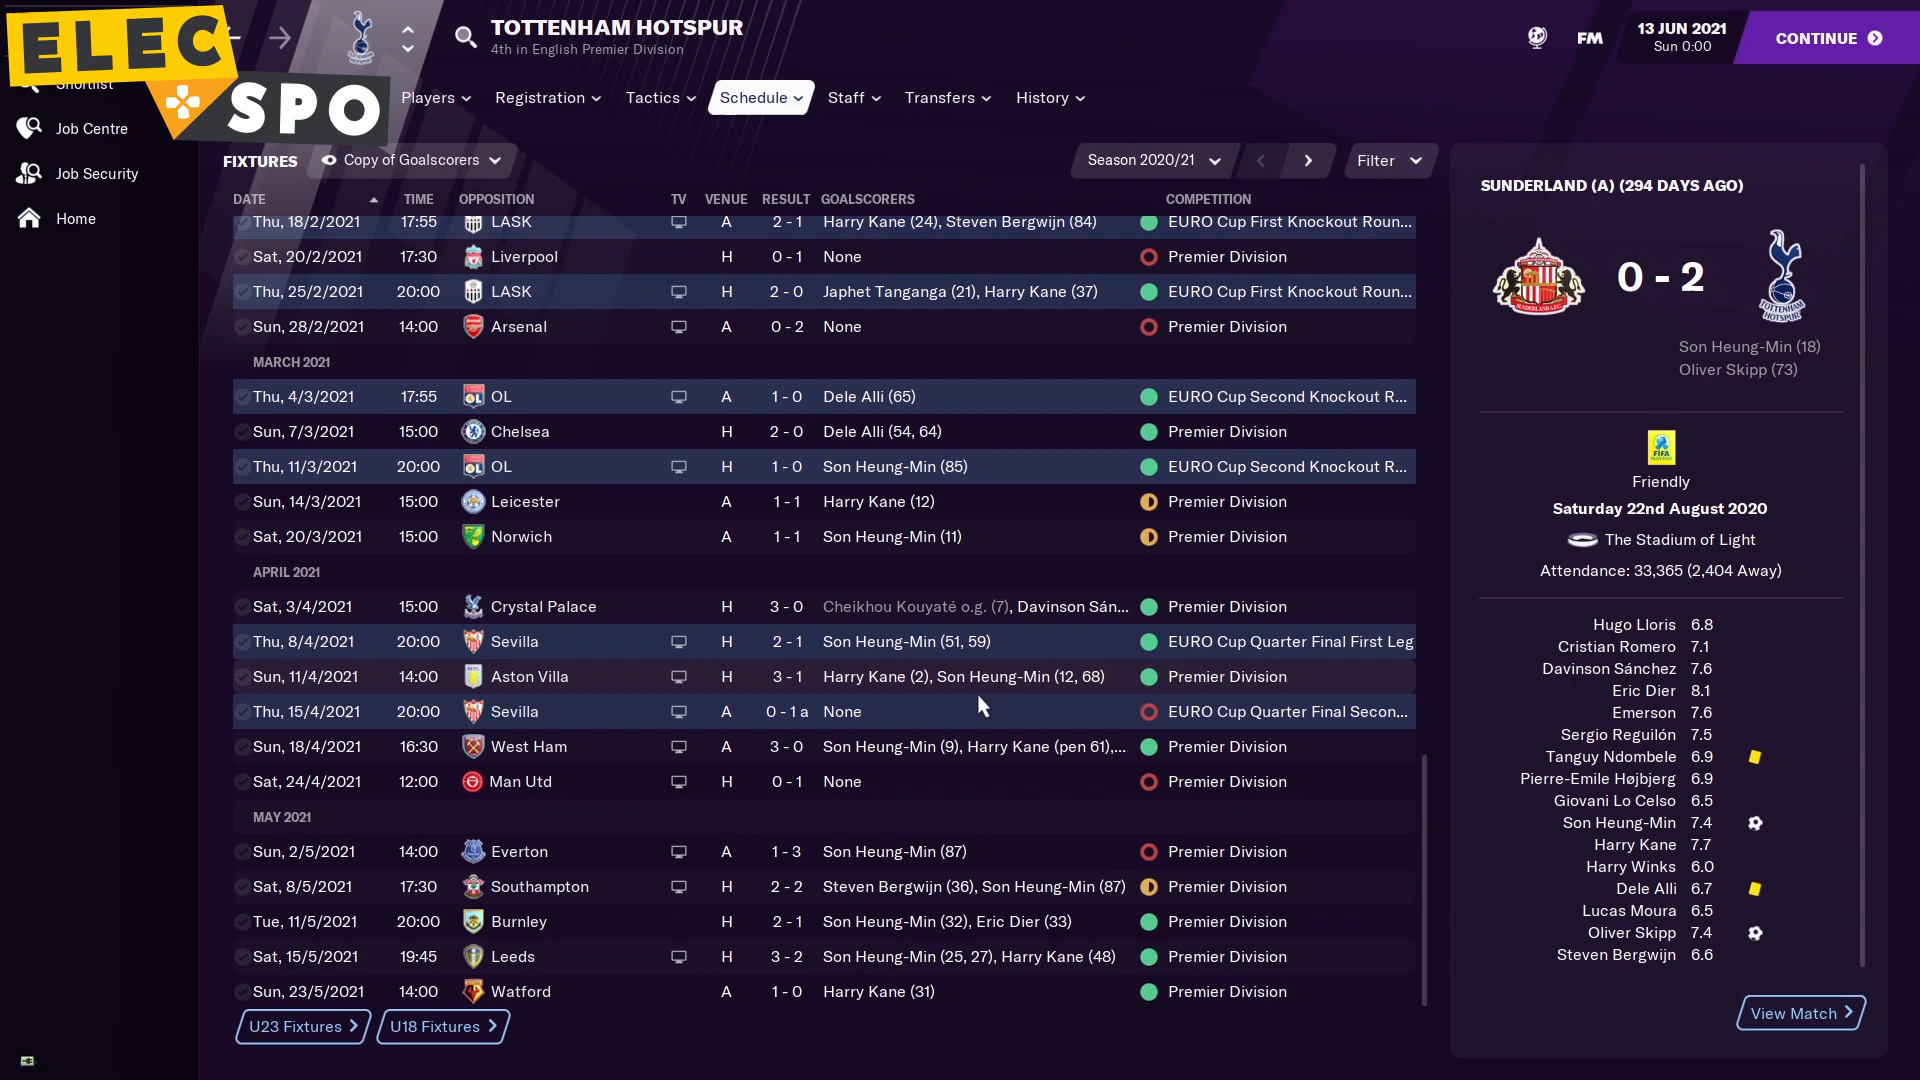 ELEC
SPO
TOTTENHAM HOTSPUR
4th in English Premier Division
FM
13 JUN 2021
Sun 0:00
CONTINUE
Shortlist
Job Centre
Job Security
Home
Players
Registration
Tactics
Schedule
Staff
Transfers
History
FIXTURES
Copy of Goalscorers
Season 2020/21
Filter
DATE TIME OPPOSITION TV VENUE RESULT GOALSCORERS COMPETITION
Thu, 18/2/2021 17:55 LASK A 2 - 1 Harry Kane (24), Steven Bergwijn (84) EURO Cup First Knockout Roun...
Sat, 20/2/2021 17:30 Liverpool H 0 - 1 None Premier Division
Thu, 25/2/2021 20:00 LASK H 2 - 0 Japhet Tanganga (21), Harry Kane (37) EURO Cup First Knockout Roun...
Sun, 28/2/2021 14:00 Arsenal A 0 - 2 None Premier Division
MARCH 2021
Thu, 4/3/2021 17:55 OL A 1 - 0 Dele Alli (65) EURO Cup Second Knockout R...
Sun, 7/3/2021 15:00 Chelsea H 2 - 0 Dele Alli (54, 64) Premier Division
Thu, 11/3/2021 20:00 OL H 1 - 0 Son Heung-Min (85) EURO Cup Second Knockout R...
Sun, 14/3/2021 15:00 Leicester A 1 - 1 Harry Kane (12) Premier Division
Sat, 20/3/2021 15:00 Norwich A 1 - 1 Son Heung-Min (11) Premier Division
APRIL 2021
Sat, 3/4/2021 15:00 Crystal Palace H 3 - 0 Cheikhou Kouyaté o.g. (7), Davinson Sán... Premier Division
Thu, 8/4/2021 20:00 Sevilla H 2 - 1 Son Heung-Min (51, 59) EURO Cup Quarter Final First Leg
Sun, 11/4/2021 14:00 Aston Villa H 3 - 1 Harry Kane (2), Son Heung-Min (12, 68) Premier Division
Thu, 15/4/2021 20:00 Sevilla A 0 - 1 a None EURO Cup Quarter Final Secon...
Sun, 18/4/2021 16:30 West Ham A 3 - 0 Son Heung-Min (9), Harry Kane (pen 61),... Premier Division
Sat, 24/4/2021 12:00 Man Utd H 0 - 1 None Premier Division
MAY 2021
Sun, 2/5/2021 14:00 Everton A 1 - 3 Son Heung-Min (87) Premier Division
Sat, 8/5/2021 17:30 Southampton H 2 - 2 Steven Bergwijn (36), Son Heung-Min (87) Premier Division
Tue, 11/5/2021 20:00 Burnley H 2 - 1 Son Heung-Min (32), Eric Dier (33) Premier Division
Sat, 15/5/2021 19:45 Leeds H 3 - 2 Son Heung-Min (25, 27), Harry Kane (48) Premier Division
Sun, 23/5/2021 14:00 Watford A 1 - 0 Harry Kane (31) Premier Division
U23 Fixtures
U18 Fixtures
SUNDERLAND (A) (294 DAYS AGO)
0 - 2
Son Heung-Min (18)
Oliver Skipp (73)
FIFA
Friendly
Saturday 22nd August 2020
The Stadium of Light
Attendance: 33,365 (2,404 Away)
Hugo Lloris 6.8
Cristian Romero 7.1
Davinson Sánchez 7.6
Eric Dier 8.1
Emerson 7.6
Sergio Reguilón 7.5
Tanguy Ndombele 6.9
Pierre-Emile Højbjerg 6.9
Giovani Lo Celso 6.5
Son Heung-Min 7.4
Harry Kane 7.7
Harry Winks 6.0
Dele Alli 6.7
Lucas Moura 6.5
Oliver Skipp 7.4
Steven Bergwijn 6.6
View Match